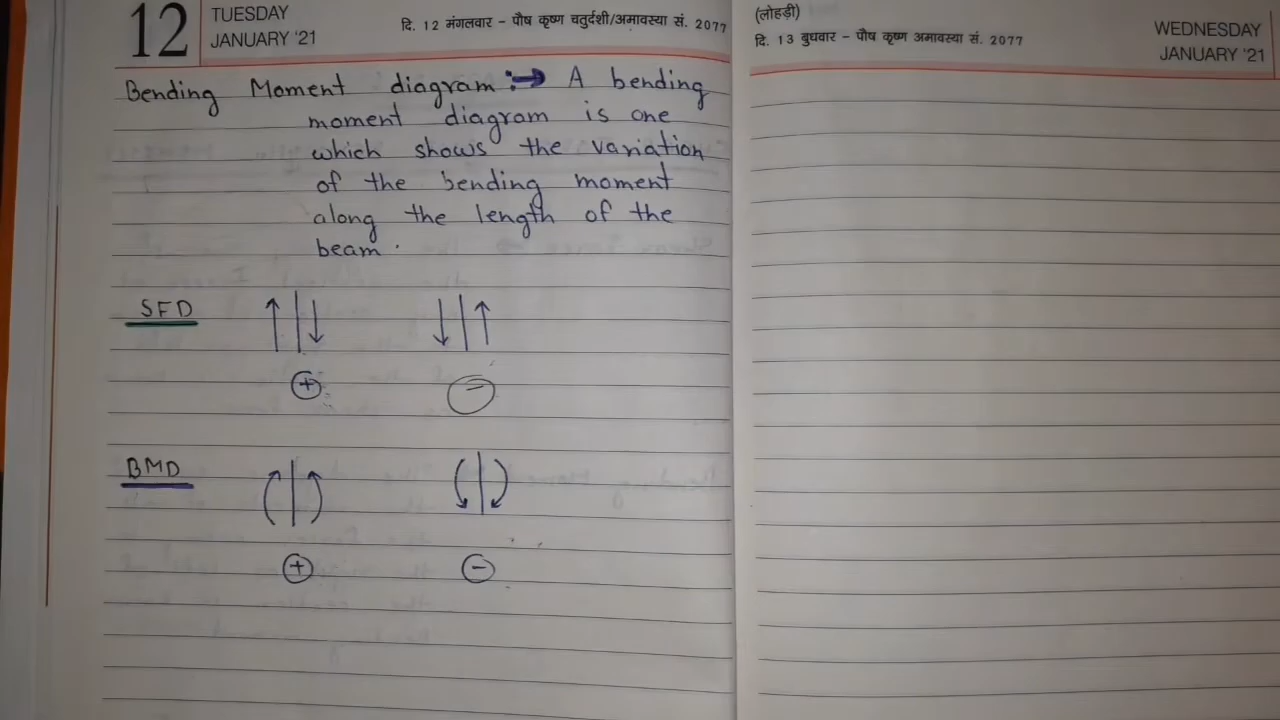 12
TUESDAY
JANUARY '21
दि. 12 मंगलवार - पौष कृष्ण चतुर्दशी/अमावस्या सं. 2077
Bending Moment diagram :→ A bending
moment diagram is one
which shows the variation
of the bending moment
along the length of the
beam.
SFD
+
-
BMD
+
-
(लोहड़ी)
दि. 13 बुधवार - पौष कृष्ण अमावस्या सं. 2077
WEDNESDAY
JANUARY '21